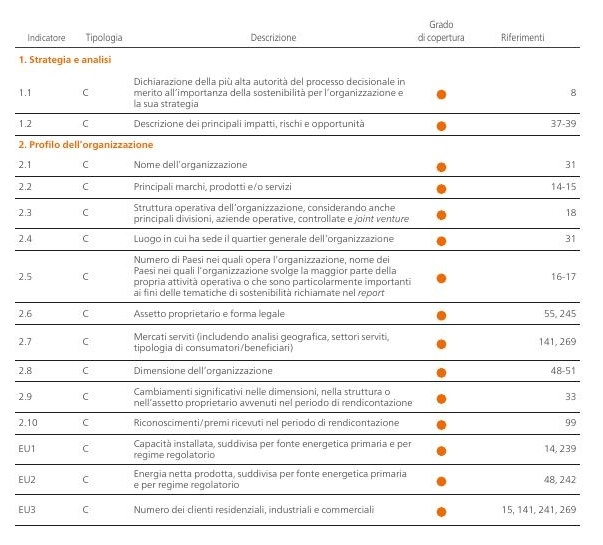 Grado
Indicatore Tipologia Descrizione di copertura Riferimenti
1. Strategia e analisi
Dichiarazione della più alta autorità del processo decisionale in
1.1 C merito all'importanza della sostenibilità per l'organizzazione e 8
la sua strategia
1.2 C Descrizione dei principali impatti, rischi e opportunità 37-39
2. Profilo dell'organizzazione
2.1 C Nome dell'organizzazione 31
2.2 C Principali marchi, prodotti e/o servizi 14-15
2.3 C Struttura operativa dell'organizzazione, considerando anche 18
principali divisioni, aziende operative, controllate e joint venture
2.4 C Luogo in cui ha sede il quartier generale dell'organizzazione 31
Numero di Paesi nei quali opera l'organizzazione, nome dei
Paesi nei quali l'organizzazione svolge la maggior parte della
2.5 C propria attività operativa o che sono particolarmente importanti 16-17
ai fini delle tematiche di sostenibilità richiamate nel report
2.6 C Assetto proprietario e forma legale 55, 245
2.7 C Mercati serviti (includendo analisi geografica, settori serviti, 141, 269
tipologia di consumatori/beneficiari)
2.8 C Dimensione dell'organizzazione 48-51
2.9 C Cambiamenti significativi nelle dimensioni, nella struttura o 33
nell'assetto proprietario avvenuti nel periodo di rendicontazione
2.10 C Riconoscimenti/premi ricevuti nel periodo di rendicontazione 99
EU1 C Capacità installata, suddivisa per fonte energetica primaria e per 14, 239
regime regolatorio
EU2 C Energia netta prodotta, suddivisa per fonte energetica primaria 48, 242
e per regime regolatorio
EU3 C Numero dei clienti residenziali, industriali e commerciali 15, 141, 241, 269